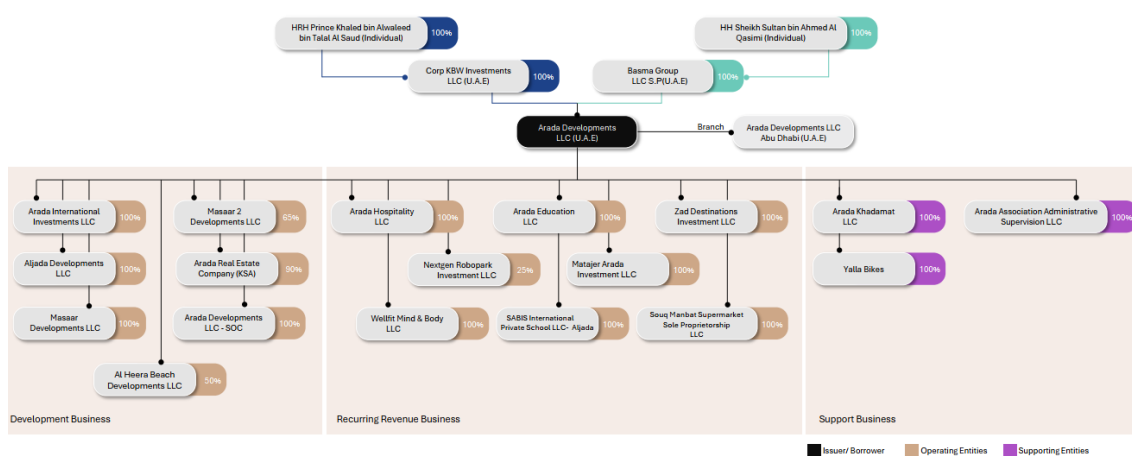 HRH Prince Khaled bin Alwaleed
bin Talal Al Saud (Individual)
100%
HH Sheikh Sultan bin Ahmed Al
Qasimi (Individual)
100%
Corp KBW Investments
LLC (U.A.E)
100%
Basma Group
LLC S.P(U.A.E)
100%
Arada Developments
LLC (U.A.E)
Branch
Arada Developments LLC
Abu Dhabi (U.A.E)
Arada International
Investments LLC
100%
Masaar 2
Developments LLC
65%
Arada Hospitality
LLC
100%
Arada Education
LLC
100%
Zad Destinations
Investment LLC
100%
Arada Khadamat
LLC
100%
Arada Association Administrative
Supervision LLC
100%
Aljada Developments
LLC
100%
Arada Real Estate
Company (KSA)
90%
Nextgen Robopark
Investment LLC
25%
Matajer Arada
Investment LLC
100%
Yalla Bikes
100%
Masaar
Developments LLC
100%
Arada Developments
LLC - SOC
100%
Wellfit Mind & Body
LLC
100%
SABIS International
Private School LLC- Aljada
100%
Souq Manbat Supermarket
Sole Proprietorship
LLC
100%
Al Heera Beach
Developments LLC
50%
Development Business
Recurring Revenue Business
Support Business
Issuer/ Borrower
Operating Entities
Supporting Entities